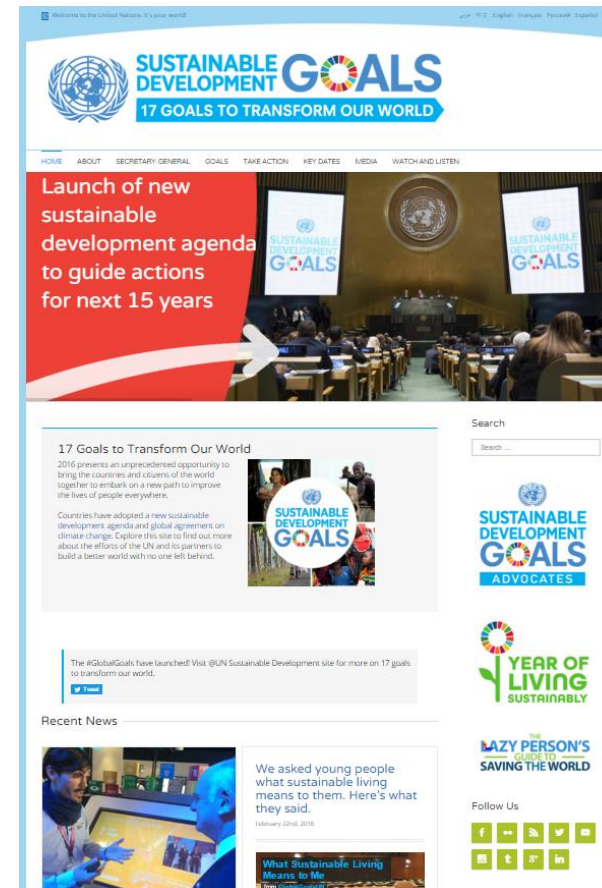 Welcome to the United Nations. It's your world!
عربي 中文 English Français Русский Español
SUSTAINABLE
DEVELOPMENT GOALS
17 GOALS TO TRANSFORM OUR WORLD
HOME ABOUT SECRETARY-GENERAL GOALS TAKE ACTION KEY DATES MEDIA WATCH AND LISTEN
Launch of new
sustainable
development agenda
to guide actions
for next 15 years
SUSTAINABLE
DEVELOPMENT
GOALS
SUSTAINABLE
DEVELOPMENT
GOALS
17 Goals to Transform Our World
2016 presents an unprecedented opportunity to
bring the countries and citizens of the world
together to embark on a new path to improve
the lives of people everywhere.
Countries have adopted a new sustainable
development agenda and global agreement on
climate change. Explore this site to find out more
about the efforts of the UN and its partners to
build a better world with no one left behind.
SUSTAINABLE
DEVELOPMENT
GOALS
The #GlobalGoals have launched! Visit @UN Sustainable Development site for more on 17 goals
to transform our world.
Tweet
Recent News
We asked young people
what sustainable living
means to them. Here's what
they said.
February 22nd, 2016
What Sustainable Living
Means to Me
from GlobalGoalsUN
Search
Search ...
SUSTAINABLE
DEVELOPMENT
GOALS
ADVOCATES
YEAR OF
LIVING
SUSTAINABLY
THE
LAZY PERSON'S
GUIDE TO
SAVING THE WORLD
Follow Us